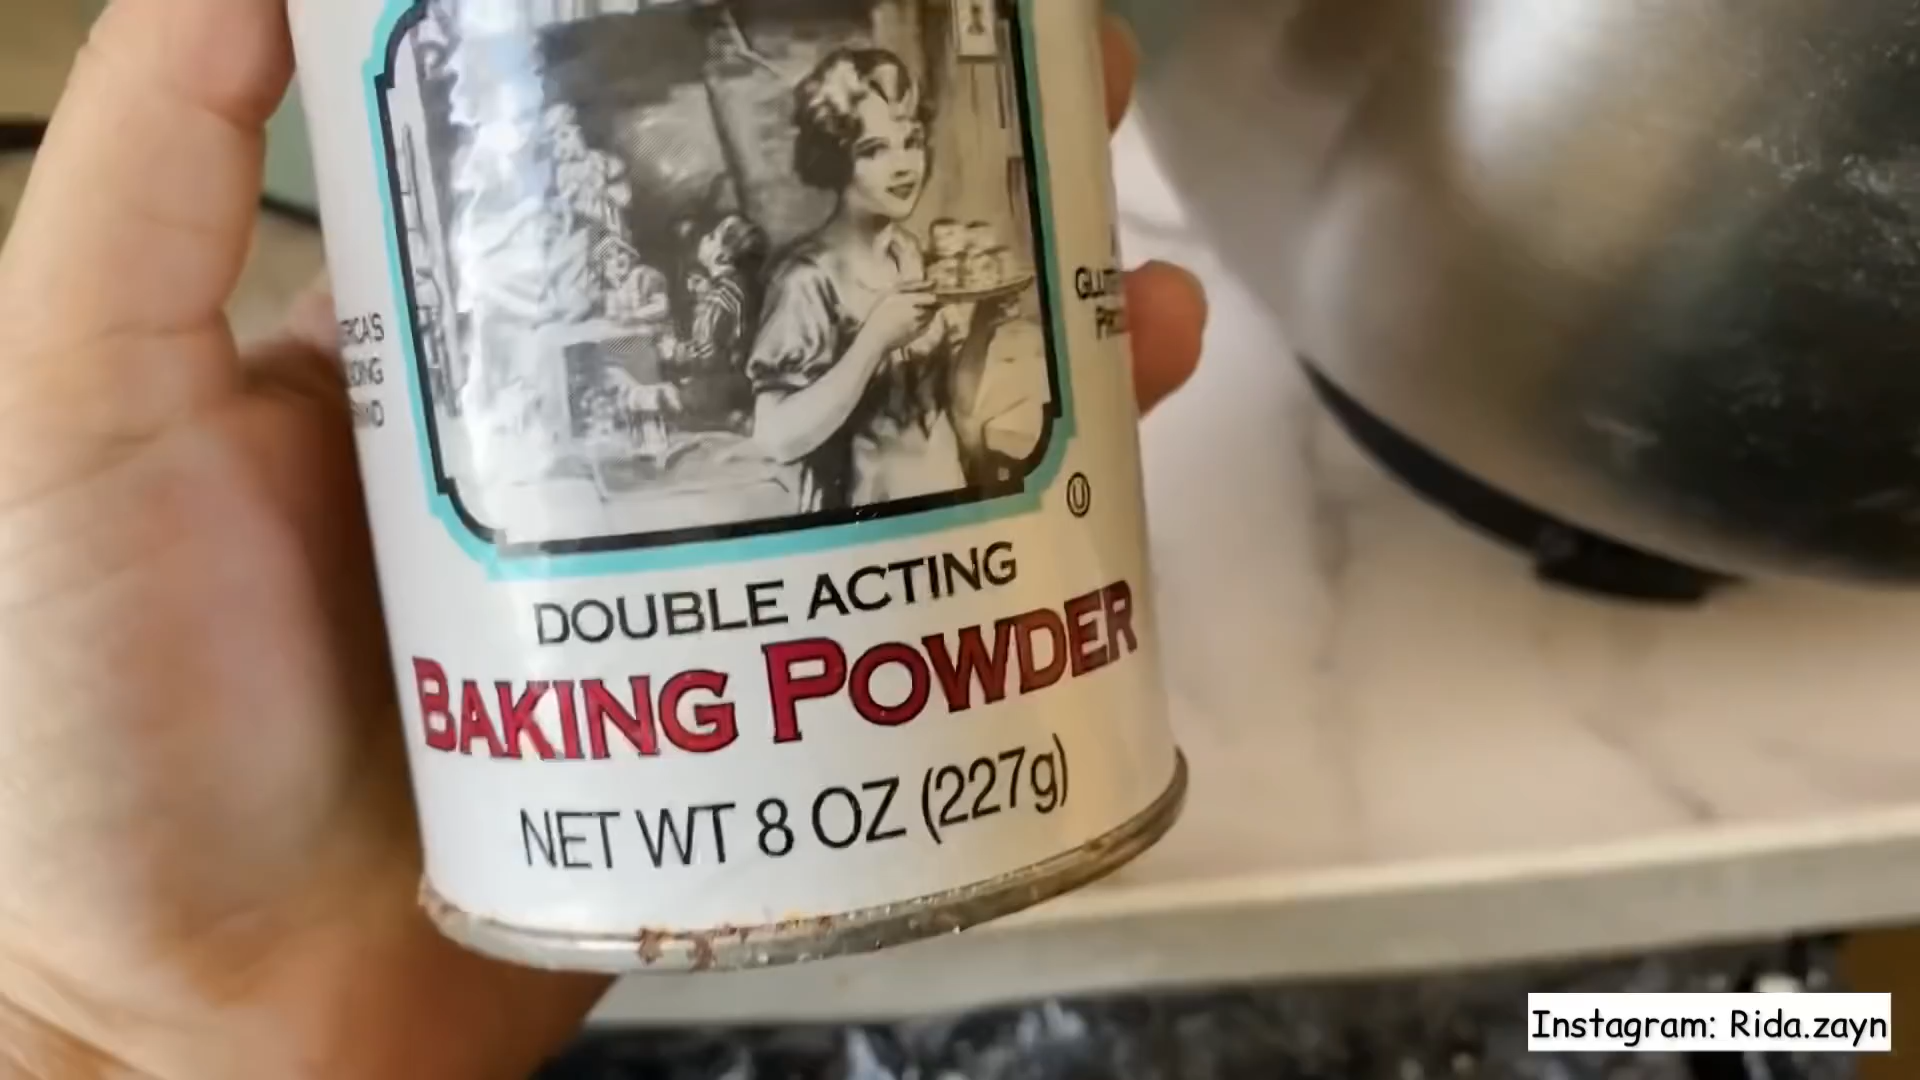 DOUBLE ACTING
BAKING POWDER
NET WT 8 OZ (227g)
Instagram: Rida.zayn